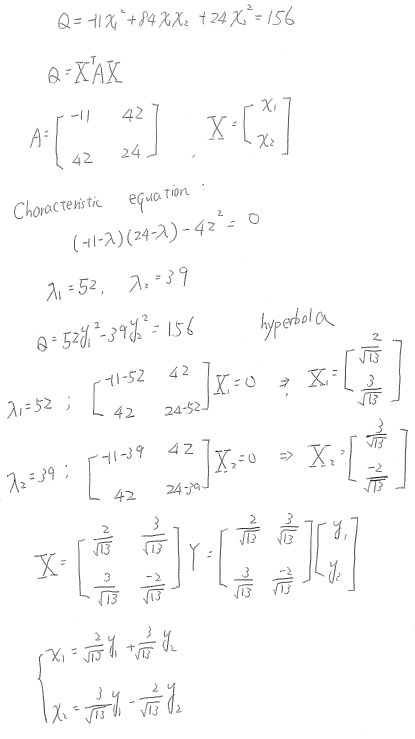 Q = -11x₁² + 84x₁x₂ + 24x₂² = 156
Q = XᵀAX
A = [ -11 42 ; 42 24 ] , X = [ x₁ ; x₂ ]
Characteristic equation :
(-11-λ)(24-λ) - 42² = 0
λ₁ = 52, λ₂ = 39
Q = 52y₁² - 39y₂² = 156 hyperbola
λ₁ = 52 ; [ -11-52 42 ; 42 24-52 ] X₁ = 0 ⇒ X₁ = [ 2/√13 ; 3/√13 ]
λ₂ = 39 ; [ -11-39 42 ; 42 24-39 ] X₂ = 0 ⇒ X₂ = [ 3/√13 ; -2/√13 ]
X = [ 2/√13 3/√13 ; 3/√13 -2/√13 ] Y = [ 2/√13 3/√13 ; 3/√13 -2/√13 ] [ y₁ ; y₂ ]
{ x₁ = 2/√13 y₁ + 3/√13 y₂
x₂ = 3/√13 y₁ - 2/√13 y₂